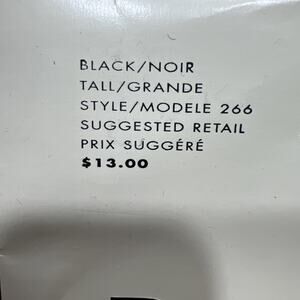 BLACK/NOIR
TALL/GRANDE
STYLE/MODELE 266
SUGGESTED RETAIL
PRIX SUGGÉRÉ
$13.00